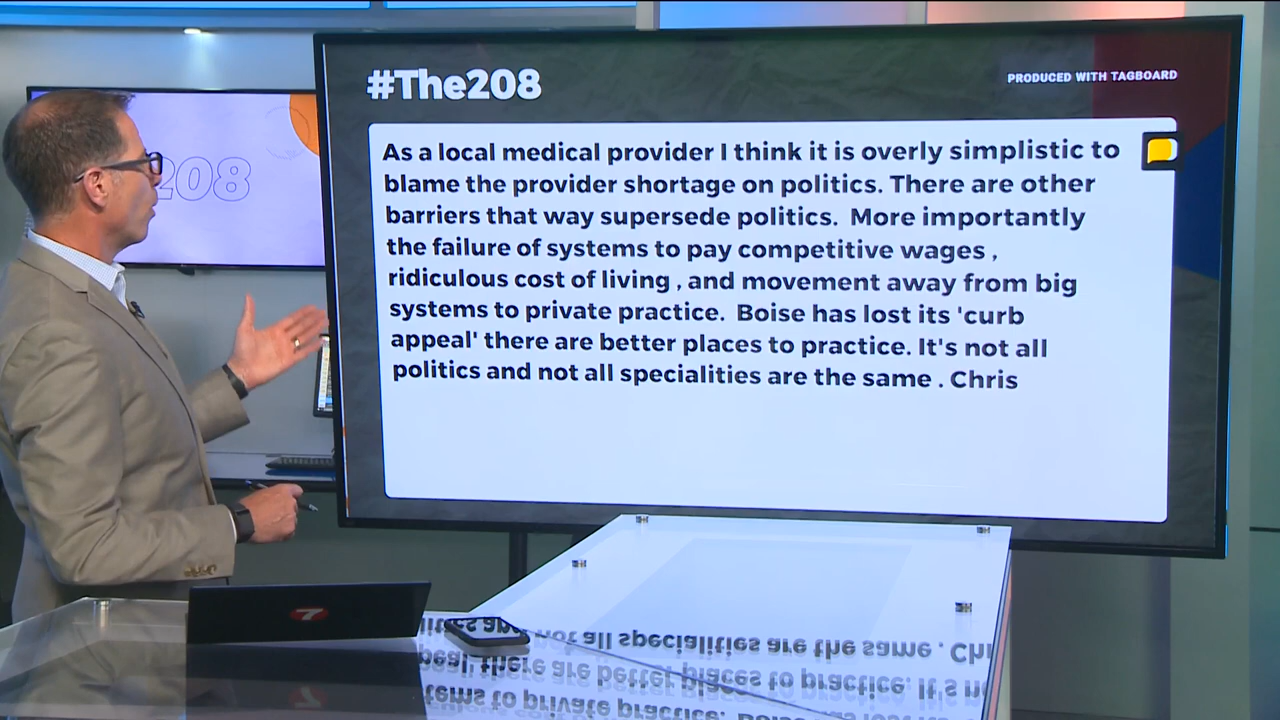 #The208
PRODUCED WITH TAGBOARD
As a local medical provider I think it is overly simplistic to
blame the provider shortage on politics. There are other
barriers that way supersede politics.  More importantly
the failure of systems to pay competitive wages ,
ridiculous cost of living , and movement away from big
systems to private practice.  Boise has lost its 'curb
appeal' there are better places to practice. It's not all
politics and not all specialities are the same . Chris
208
7